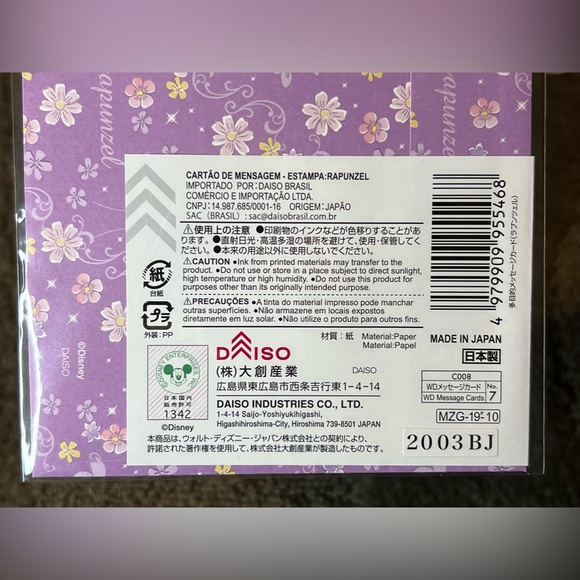 apunzel
apunzel
CARTÃO DE MENSAGEM - ESTAMPA:RAPUNZEL
IMPORTADO POR:DAISO BRASIL
COMÉRCIO E IMPORTAÇÃO LTDA.
CNPJ: 14.987.685/0001-16 ORIGEM: JAPÃO
SAC (BRASIL) : sac@daisobrasil.com.br
⚠使用上の注意 ●印刷物のインクなどが色移りすることがあ
ります。●直射日光・高温多湿の場所を避けて、使用・保管してく
ださい。●本来の用途以外に使用しないでください。
⚠CAUTION ●Ink from printed materials may transfer to the
product. ●Do not use or store in a place subject to direct sunlight,
high temperature or high humidity. ●Do not use this product for
purposes other than its original intended purpose.
⚠PRECAUÇÕES ●A tinta do material impresso pode manchar
outras superfícies. ●Não armazene em locais expostos
diretamente em luz solar. ●Não utilize o produto para outros fins.
紙
台紙
プラ
外装:PP
材質:紙 Material:Paper
Material:Papel
DAISO
DAISO
(株)大創産業
広島県東広島市西条吉行東1-4-14
DAISO INDUSTRIES CO., LTD.
1-4-14 Saijo-Yoshiyukihigashi,
Higashihiroshima-City, Hiroshima 739-8501 JAPAN
日本国内
販売許可
1342
©Disney
本商品は、ウォルト・ディズニー・ジャパン株式会社との契約により、
許諾された著作権を使用して、株式会社大創産業が製造したものです。
4 979909 955468
多目的メッセージカード(ラプンツェル)
MADE IN JAPAN
日本製
C008
WDメッセージカード
WD Message Cards
No.
7
MZG-19-10
2003BJ
©Disney
DAISO